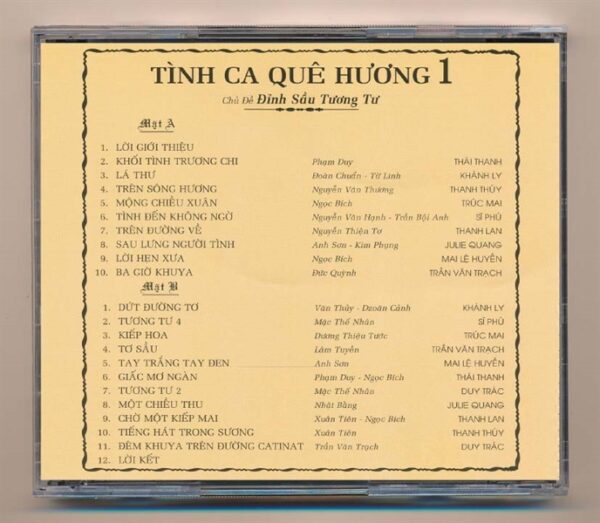 TÌNH CA QUÊ HƯƠNG 1
Chủ Đề Đỉnh Sầu Tương Tư
Mặt A
1. LỜI GIỚI THIỆU
2. KHỐI TÌNH TRƯƠNG CHI Phạm Duy THÁI THANH
3. LÁ THƯ Đoàn Chuẩn - Từ Linh KHÁNH LY
4. TRÊN SÔNG HƯƠNG Nguyễn Văn Thương THANH THÚY
5. MỘNG CHIỀU XUÂN Ngọc Bích TRÚC MAI
6. TÌNH ĐẾN KHÔNG NGỜ Nguyễn Văn Hạnh - Trần Bội Anh SĨ PHÚ
7. TRÊN ĐƯỜNG VỀ Nguyễn Thiện Tơ THANH LAN
8. SAU LƯNG NGƯỜI TÌNH Anh Sơn - Kim Phụng JULIE QUANG
9. LỜI HẸN XƯA Ngọc Bích MAI LỆ HUYỀN
10. BA GIỜ KHUYA Đức Quỳnh TRẦN VĂN TRẠCH
Mặt B
1. DỨT ĐƯỜNG TƠ Văn Thủy - Dzoãn Cảnh KHÁNH LY
2. TƯƠNG TƯ 4 Mặc Thế Nhân SĨ PHÚ
3. KIẾP HOA Dương Thiệu Tước TRÚC MAI
4. TƠ SẦU Lâm Tuyền TRẦN VĂN TRẠCH
5. TAY TRẮNG TAY ĐEN Anh Sơn MAI LỆ HUYỀN
6. GIẤC MƠ NGÀN Phạm Duy - Ngọc Bích THÁI THANH
7. TƯƠNG TƯ 2 Mặc Thế Nhân DUY TRÁC
8. MỘT CHIỀU THU Nhật Bằng JULIE QUANG
9. CHỜ MỘT KIẾP MAI Xuân Tiên - Ngọc Bích THANH LAN
10. TIẾNG HÁT TRONG SƯƠNG Xuân Tiên THANH THÚY
11. ĐÊM KHUYA TRÊN ĐƯỜNG CATINAT Trần Văn Trạch DUY TRÁC
12. LỜI KẾT